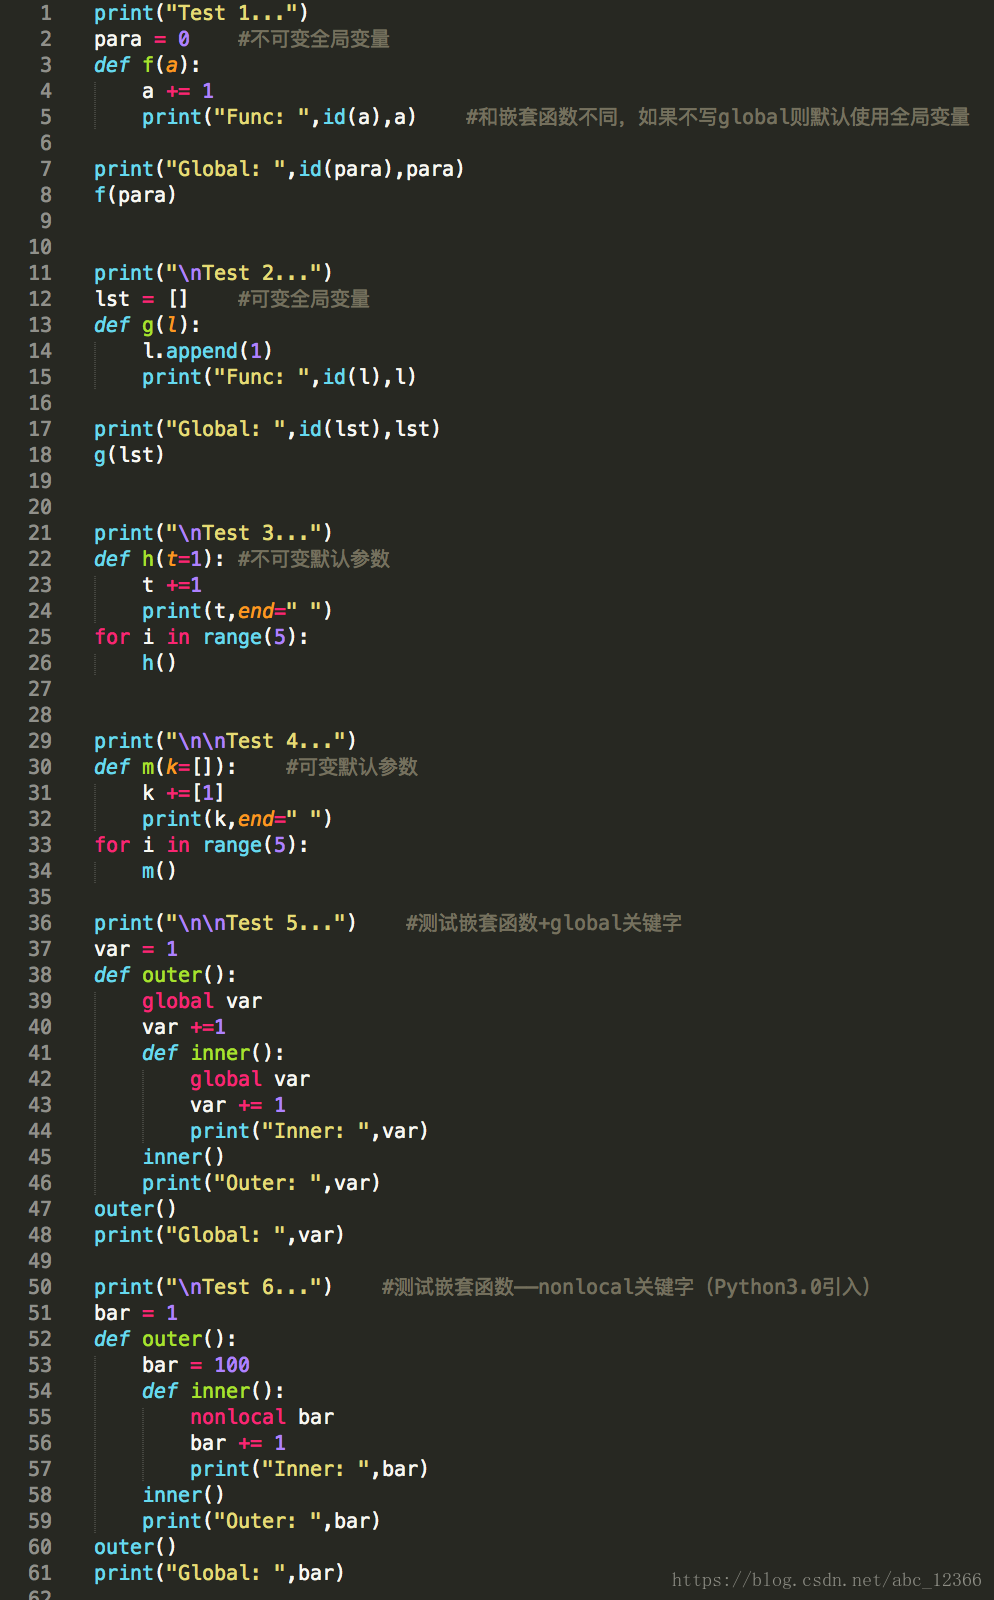 1 print("Test 1...")
2 para = 0    #不可变全局变量
3 def f(a):
4     a += 1
5     print("Func: ",id(a),a)    #和嵌套函数不同，如果不写global则默认使用全局变量
6
7 print("Global: ",id(para),para)
8 f(para)
9
10
11 print("\nTest 2...")
12 lst = []    #可变全局变量
13 def g(l):
14     l.append(1)
15     print("Func: ",id(l),l)
16
17 print("Global: ",id(lst),lst)
18 g(lst)
19
20
21 print("\nTest 3...")
22 def h(t=1): #不可变默认参数
23     t +=1
24     print(t,end=" ")
25 for i in range(5):
26     h()
27
28
29 print("\n\nTest 4...")
30 def m(k=[]):    #可变默认参数
31     k +=[1]
32     print(k,end=" ")
33 for i in range(5):
34     m()
35
36 print("\n\nTest 5...")    #测试嵌套函数+global关键字
37 var = 1
38 def outer():
39     global var
40     var +=1
41     def inner():
42         global var
43         var += 1
44         print("Inner: ",var)
45     inner()
46     print("Outer: ",var)
47 outer()
48 print("Global: ",var)
49
50 print("\nTest 6...")    #测试嵌套函数——nonlocal关键字（Python3.0引入）
51 bar = 1
52 def outer():
53     bar = 100
54     def inner():
55         nonlocal bar
56         bar += 1
57         print("Inner: ",bar)
58     inner()
59     print("Outer: ",bar)
60 outer()
61 print("Global: ",bar)
62
https://blog.csdn.net/abc_12366